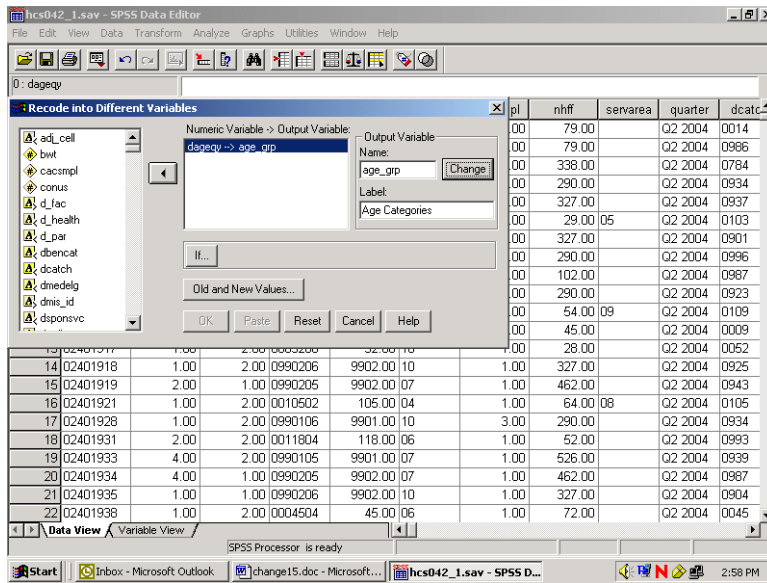 hcs042_1.sav - SPSS Data Editor
File Edit View Data Transform Analyze Graphs Utilities Window Help
0 : dageqy
Recode into Different Variables
adj_cell
bwt
cacsmpl
conus
d_fac
d_health
d_par
dbencat
dcatch
dmedelg
dmis_id
dsponsvc
Numeric Variable -> Output Variable:
dageqy --> age_grp
Output Variable
Name:
age_grp
Change
Label:
Age Categories
If...
Old and New Values...
OK Paste Reset Cancel Help
pl nhff servarea quarter dcatc
.00 79.00 Q2 2004 0014
.00 79.00 Q2 2004 0986
.00 338.00 Q2 2004 0784
.00 290.00 Q2 2004 0934
.00 327.00 Q2 2004 0937
.00 29.00 05 Q2 2004 0103
.00 327.00 Q2 2004 0901
.00 290.00 Q2 2004 0996
.00 102.00 Q2 2004 0987
.00 290.00 Q2 2004 0923
.00 54.00 09 Q2 2004 0109
.00 45.00 Q2 2004 0009
1.00 28.00 Q2 2004 0052
14 02401918 1.00 2.00 0990206 9902.00 10 1.00 327.00 Q2 2004 0925
15 02401919 2.00 1.00 0990205 9902.00 07 1.00 462.00 Q2 2004 0943
16 02401921 1.00 2.00 0010502 105.00 04 1.00 64.00 08 Q2 2004 0105
17 02401928 1.00 2.00 0990106 9901.00 10 3.00 290.00 Q2 2004 0934
18 02401931 2.00 2.00 0011804 118.00 06 1.00 52.00 Q2 2004 0993
19 02401933 4.00 2.00 0990105 9901.00 07 1.00 526.00 Q2 2004 0939
20 02401934 4.00 1.00 0990205 9902.00 07 1.00 462.00 Q2 2004 0987
21 02401935 1.00 1.00 0990206 9902.00 10 1.00 327.00 Q2 2004 0904
22 02401938 1.00 2.00 0004504 45.00 06 1.00 72.00 Q2 2004 0045
Data View Variable View
SPSS Processor is ready
Start Inbox - Microsoft Outlook change15.doc - Microsoft... hcs042_1.sav - SPSS D... 2:58 PM